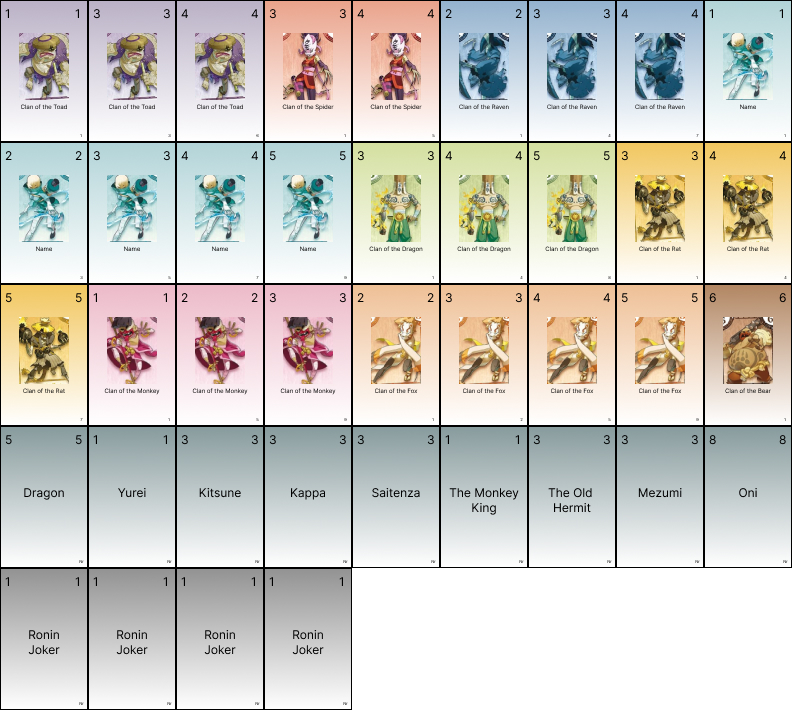 1 1 3 3 4 4 3 3 4 4 2 2 3 3 4 4 1 1
Clan of the Toad Clan of the Toad Clan of the Toad Clan of the Spider Clan of the Spider Clan of the Raven Clan of the Raven Clan of the Raven Name
2 2 3 3 4 4 5 5 3 3 4 4 5 5 3 3 4 4
Name Name Name Name Clan of the Dragon Clan of the Dragon Clan of the Dragon Clan of the Rat Clan of the Rat
5 5 1 1 2 2 3 3 2 2 3 3 4 4 5 5 6 6
Clan of the Rat Clan of the Monkey Clan of the Monkey Clan of the Monkey Clan of the Fox Clan of the Fox Clan of the Fox Clan of the Fox Clan of the Bear
5 5 1 1 3 3 3 3 3 3 1 1 3 3 3 3 8 8
Dragon Yurei Kitsune Kappa Saitenza The Monkey King The Old Hermit Mezumi Oni
1 1 1 1 1 1 1 1
Ronin Joker Ronin Joker Ronin Joker Ronin Joker